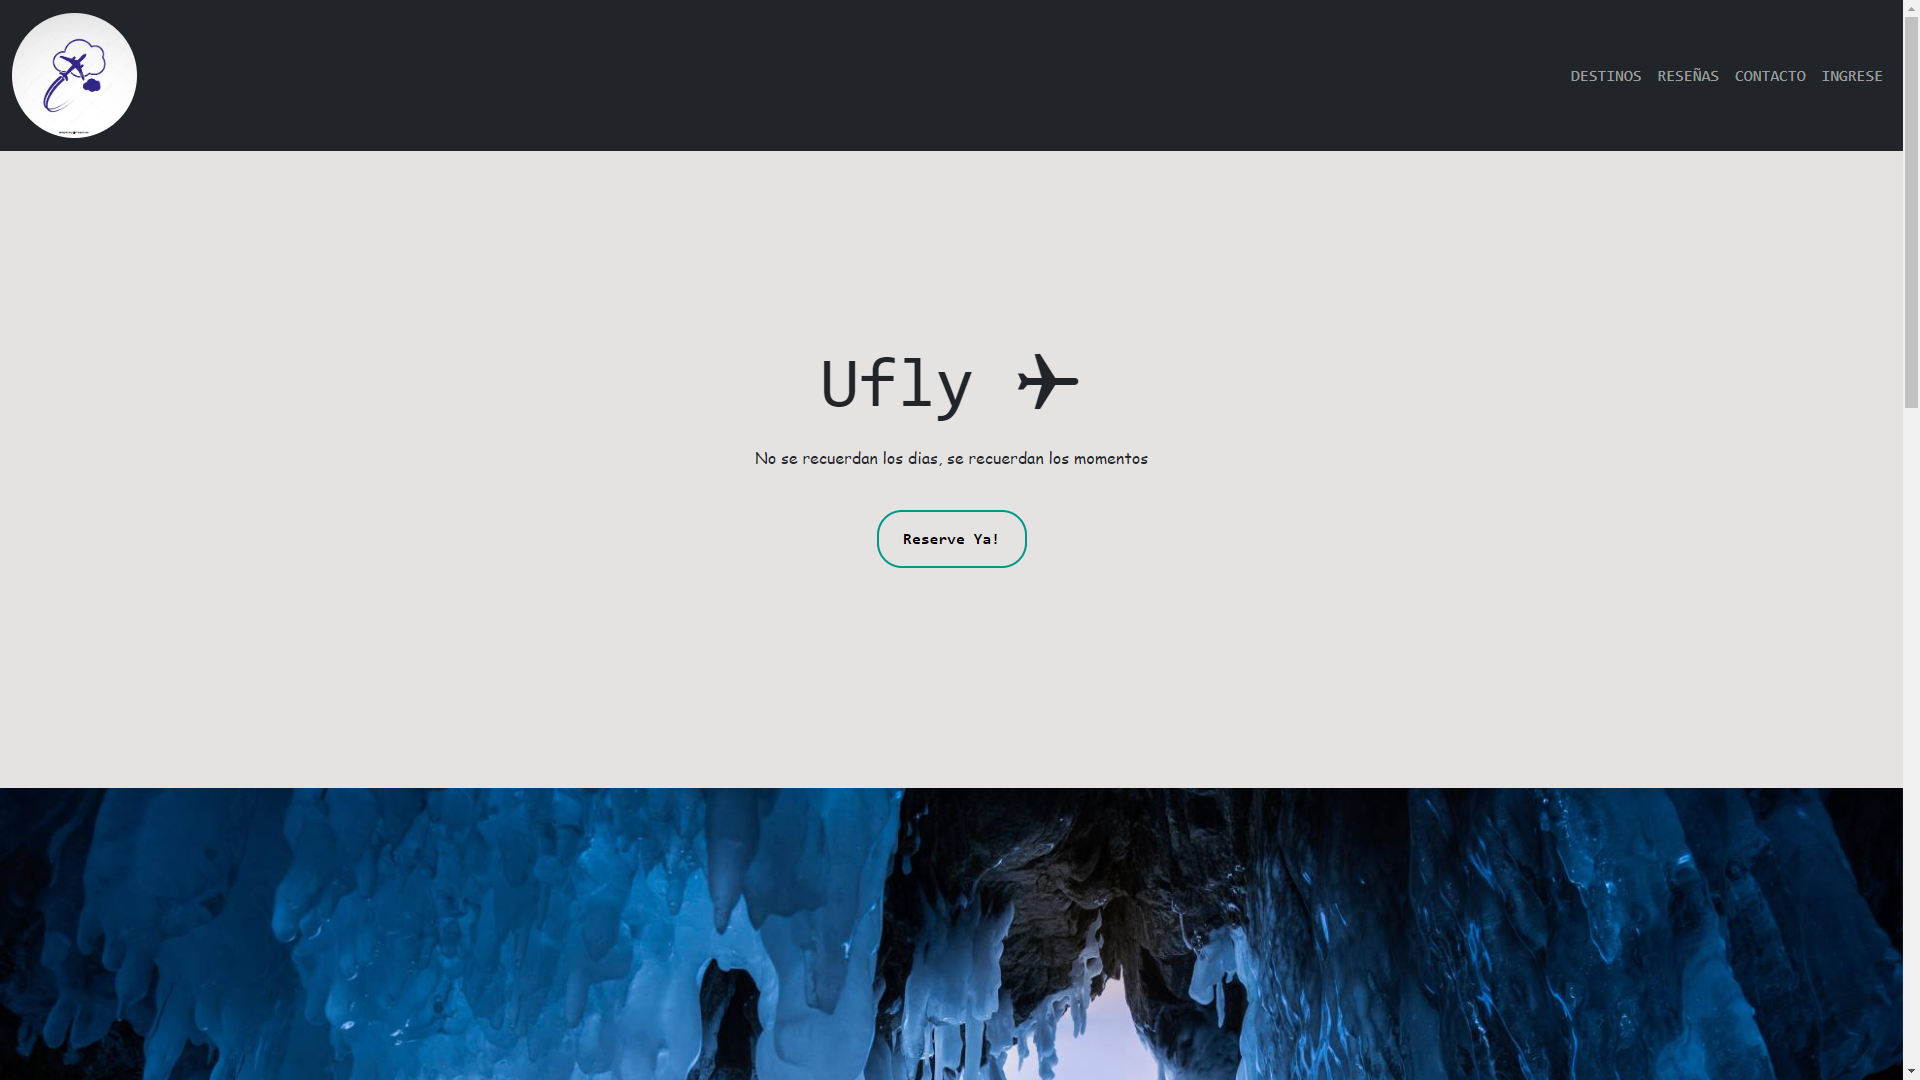 DESTINOS RESEÑAS CONTACTO INGRESE
Ufly ✈
No se recuerdan los dias, se recuerdan los momentos
Reserve Ya!